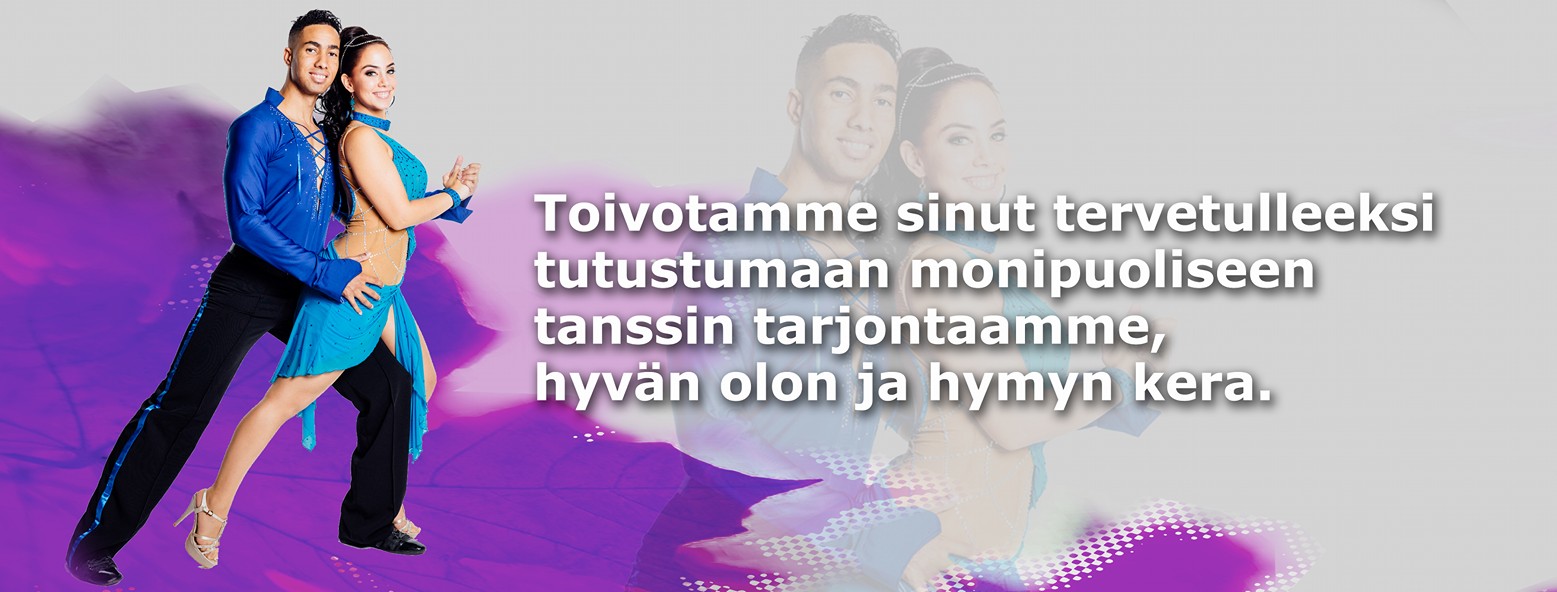 Toivotamme sinut tervetulleeksi
tutustumaan monipuoliseen
tanssin tarjontaamme,
hyvän olon ja hymyn kera.